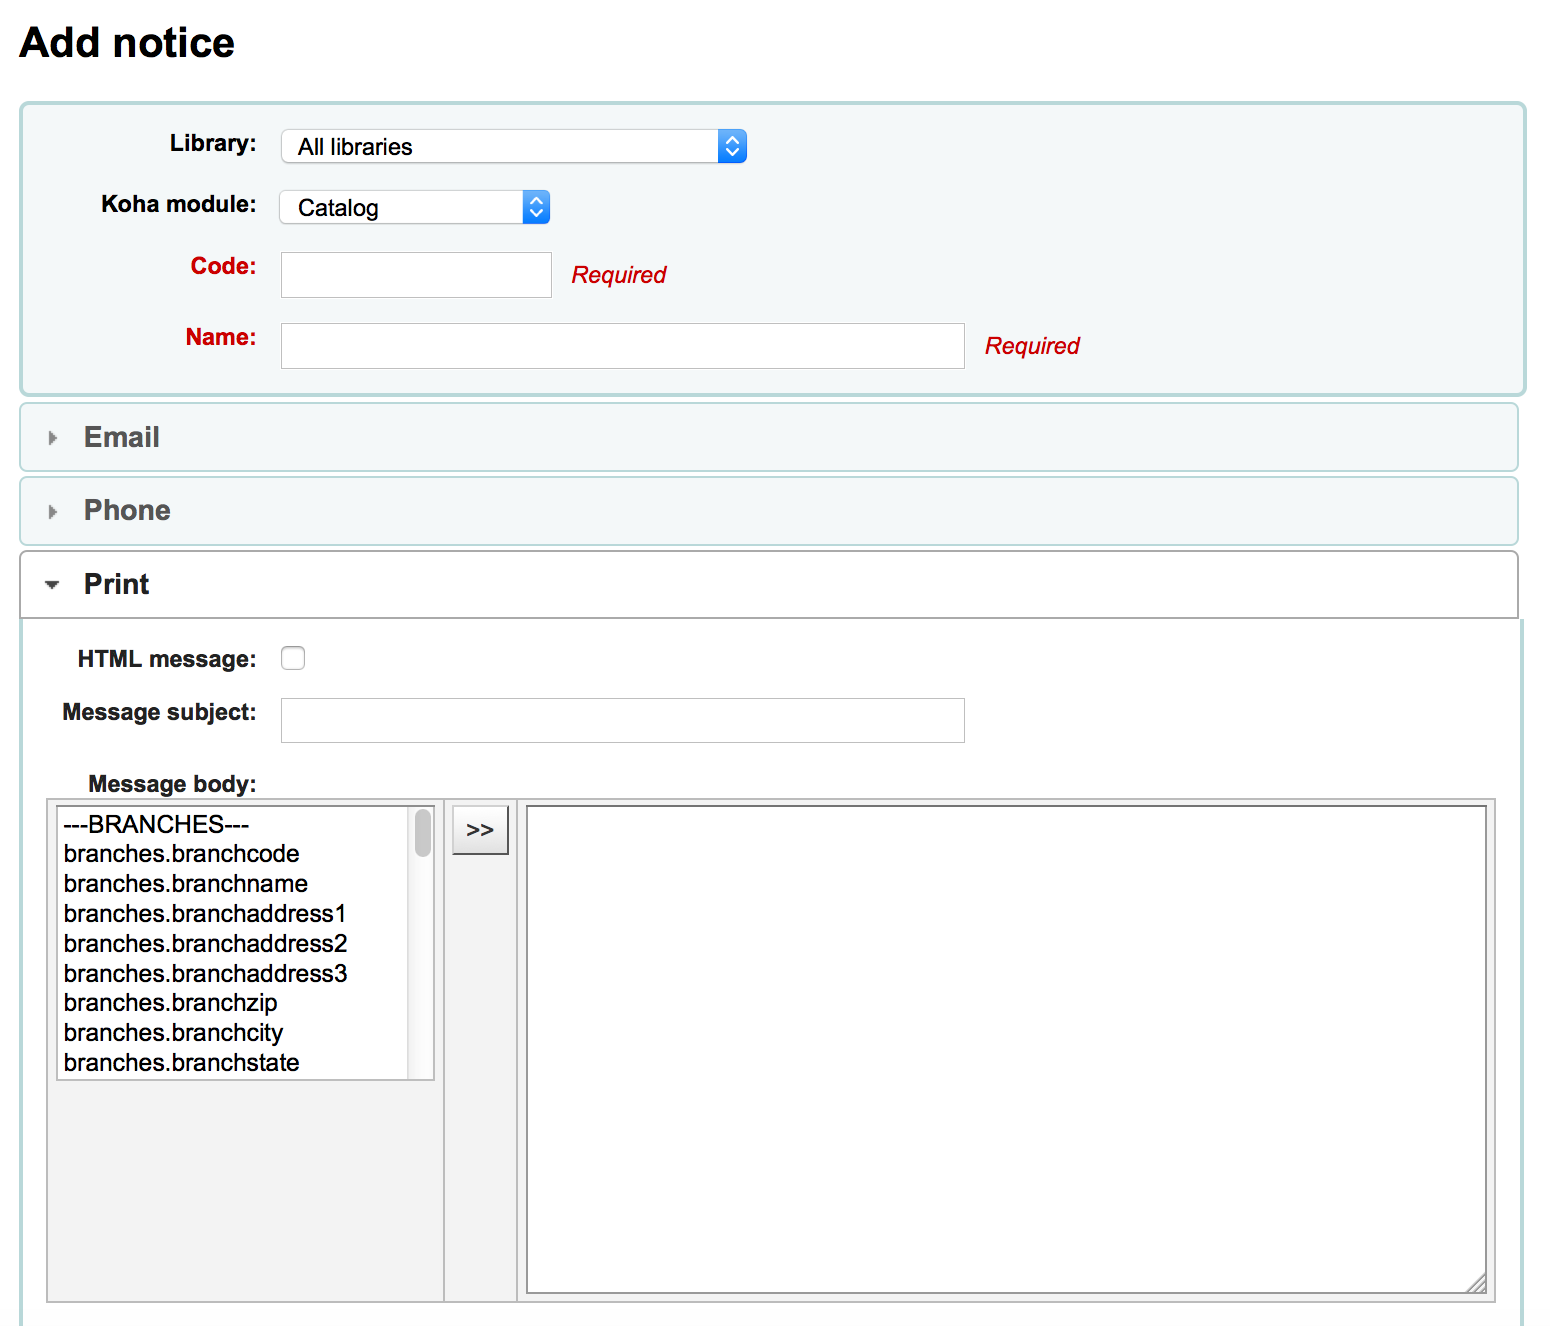 Add notice
Library: All libraries
Koha module: Catalog
Code: Required
Name: Required
Email
Phone
Print
HTML message:
Message subject:
Message body:
---BRANCHES---
branches.branchcode
branches.branchname
branches.branchaddress1
branches.branchaddress2
branches.branchaddress3
branches.branchzip
branches.branchcity
branches.branchstate
>>